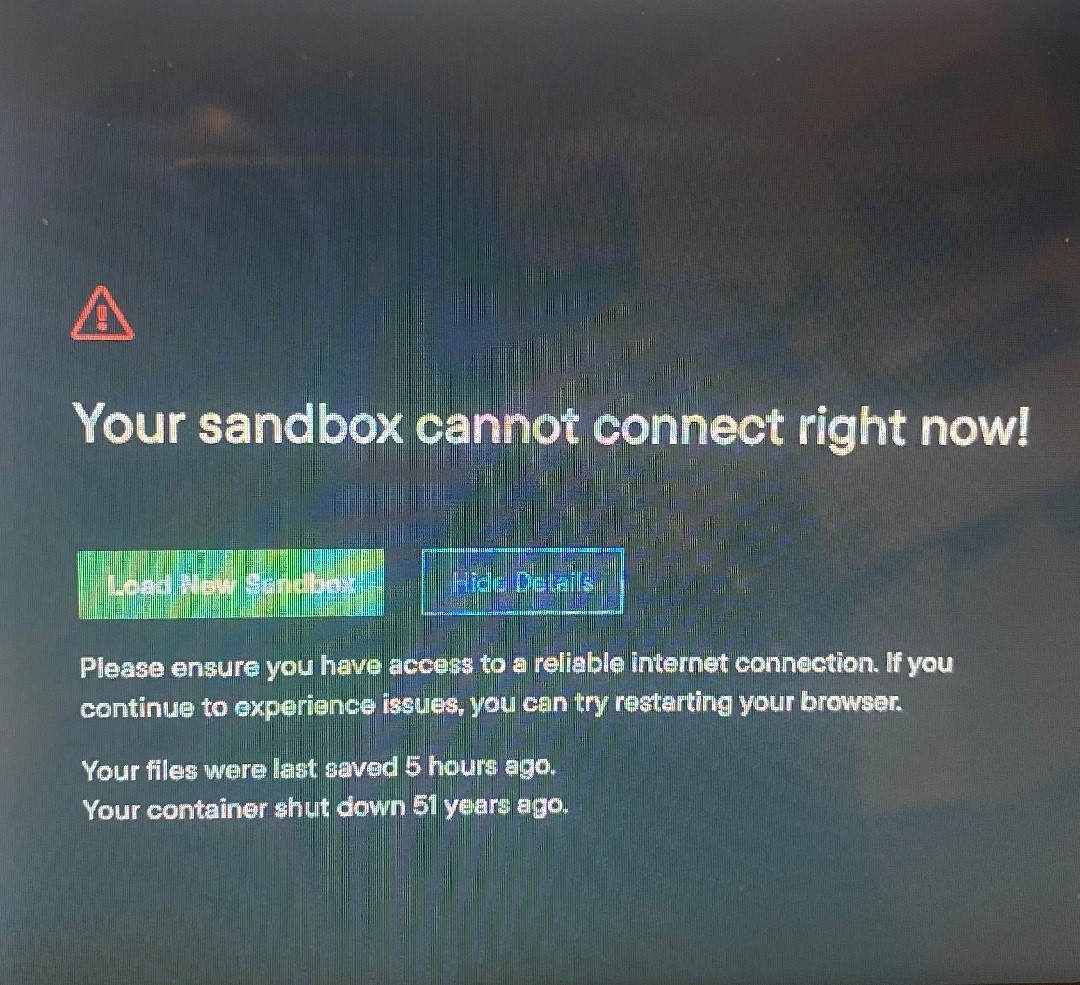 Your sandbox cannot connect right now!
Load New Sandbox
Hide Details
Please ensure you have access to a reliable internet connection. If you
continue to experience issues, you can try restarting your browser.
Your files were last saved 5 hours ago.
Your container shut down 51 years ago.